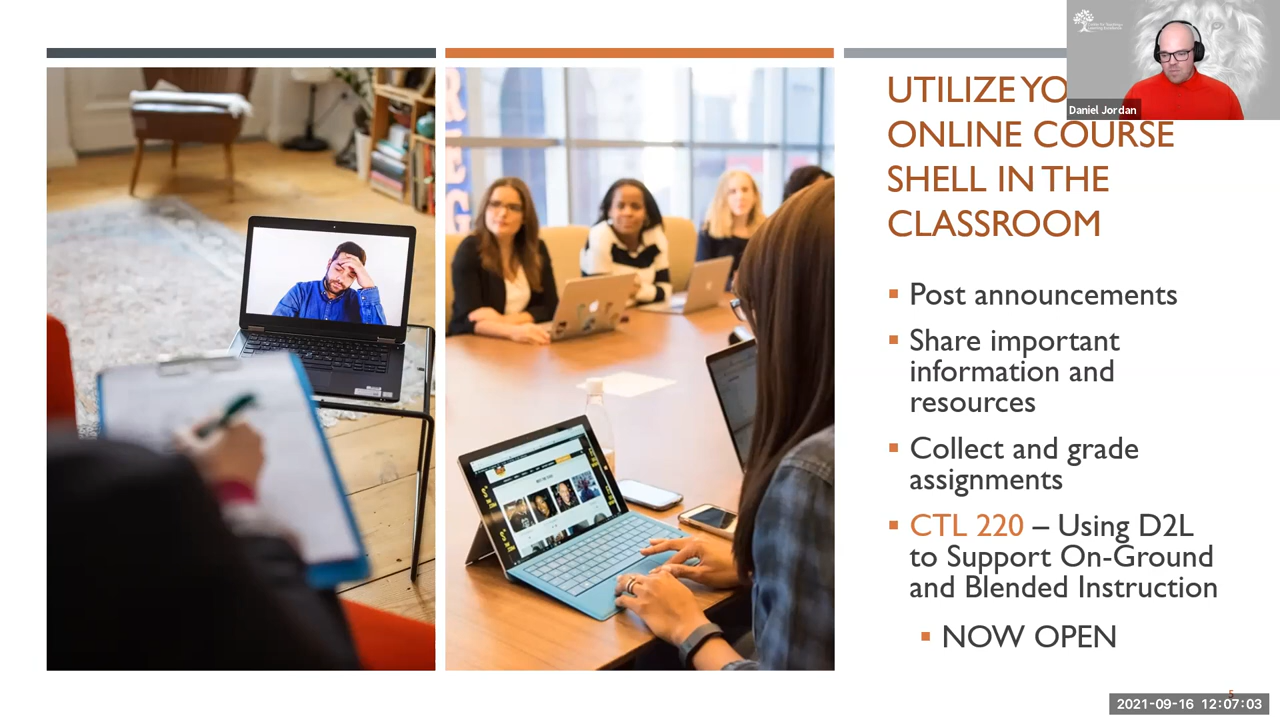 UTILIZE YO
ONLINE COURSE
SHELL IN THE
CLASSROOM
Daniel Jordan
Post announcements
Share important
information and
resources
Collect and grade
assignments
CTL 220 – Using D2L
to Support On-Ground
and Blended Instruction
NOW OPEN
5
2021-09-16 12:07:03